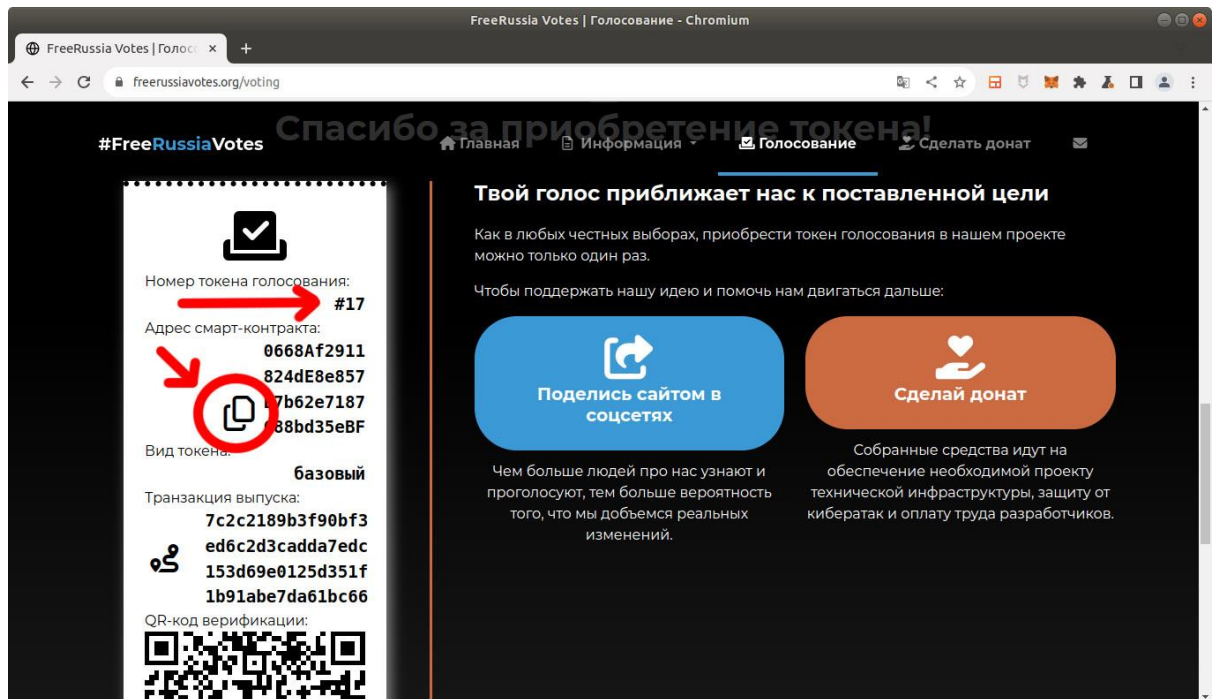 FreeRussia Votes | Голосование - Chromium
FreeRussia Votes | Голос
freerussiavotes.org/voting
Спасибо за приобретение токена!
#FreeRussiaVotes
Главная
Информация
Голосование
Сделать донат
Номер токена голосования:
#17
Адрес смарт-контракта:
0668Af2911
824dE8e857
7b62e7187
88bd35eBF
Вид токена:
базовый
Транзакция выпуска:
7c2c2189b3f90bf3
ed6c2d3cadda7edc
153d69e0125d351f
1b91abe7da61bc66
QR-код верификации:
Твой голос приближает нас к поставленной цели
Как в любых честных выборах, приобрести токен голосования в нашем проекте
можно только один раз.
Чтобы поддержать нашу идею и помочь нам двигаться дальше:
Поделись сайтом в
соцсетях
Чем больше людей про нас узнают и
проголосуют, тем больше вероятность
того, что мы добъемся реальных
изменений.
Сделай донат
Собранные средства идут на
обеспечение необходимой проекту
технической инфраструктуры, защиту от
кибератак и оплату труда разработчиков.